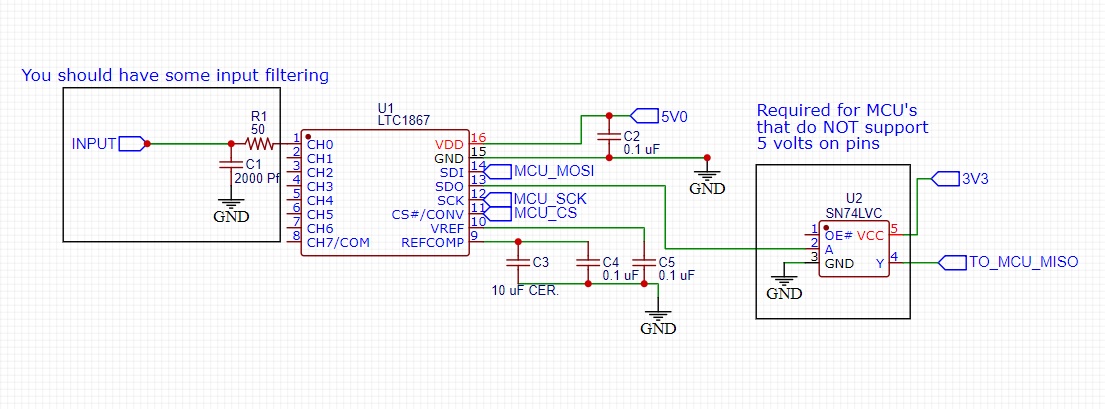 You should have some input filtering
INPUT
R1
50
C1
2000 Pf
GND
U1
LTC1867
1 CH0
2 CH1
3 CH2
4 CH3
5 CH4
6 CH5
7 CH6
8 CH7/COM
VDD 16
GND 15
SDI 14
SDO 13
SCK 12
CS#/CONV 11
VREF 10
REFCOMP 9
5V0
C2
0.1 uF
GND
MCU_MOSI
MCU_SCK
MCU_CS
C3
10 uF CER.
C4
0.1 uF
C5
0.1 uF
GND
Required for MCU's
that do NOT support
5 volts on pins
U2
SN74LVC
1 OE#
2 A
3 GND
VCC 5
Y 4
GND
3V3
TO_MCU_MISO